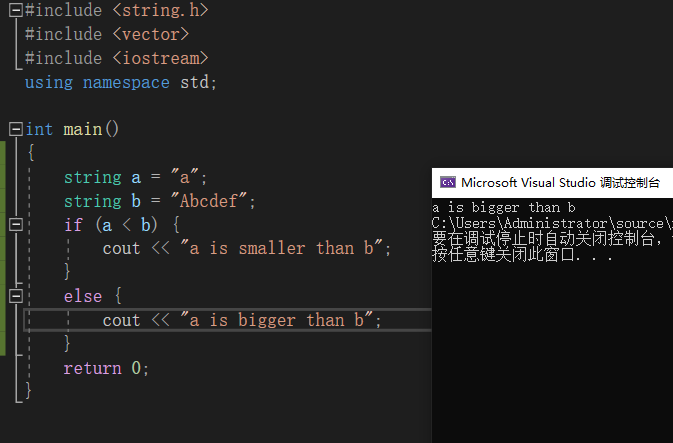 #include <string.h>
#include <vector>
#include <iostream>
using namespace std;
int main()
{
string a = "a";
string b = "Abcdef";
if (a < b) {
cout << "a is smaller than b";
}
else {
cout << "a is bigger than b";
}
return 0;
}
Microsoft Visual Studio 调试控制台
a is bigger than b
C:\Users\Administrator\source\
要在调试停止时自动关闭控制台，
按任意键关闭此窗口. . .